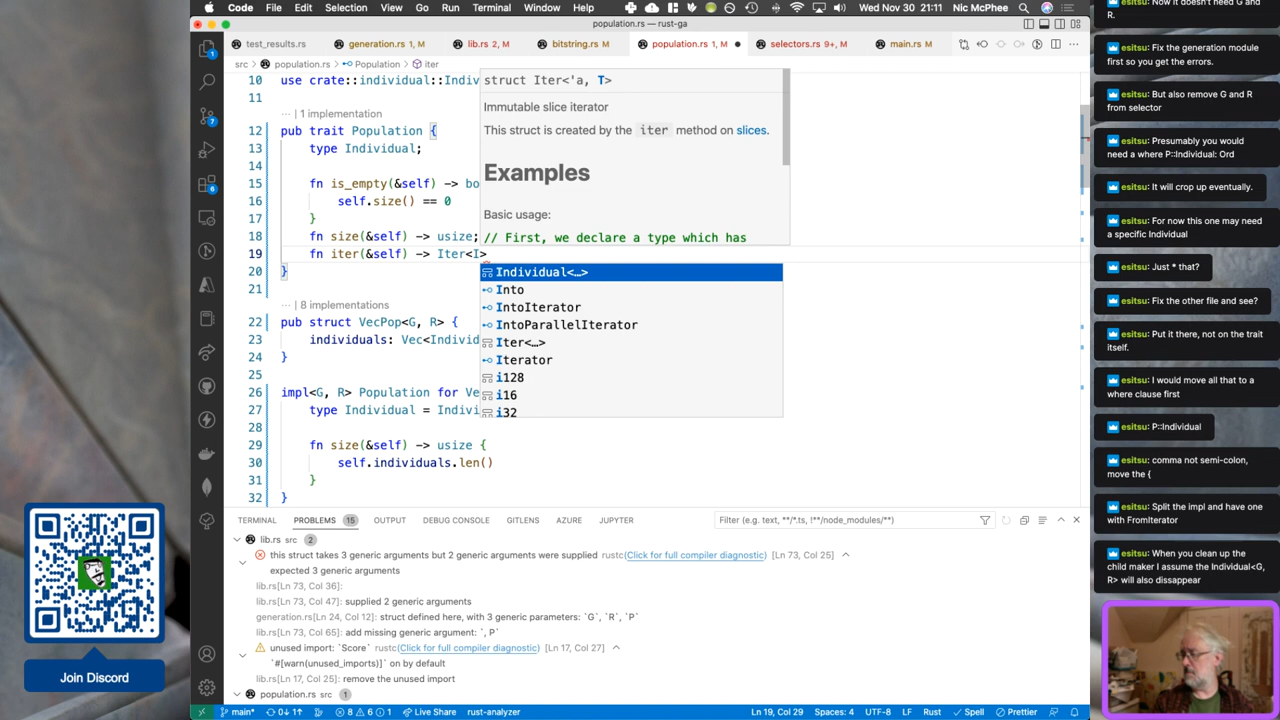 Code File Edit Selection View Go Run Terminal Window Help Wed Nov 30 21:11 Nic McPhee
population.rs — rust-ga
test_results.rs generation.rs 1, M lib.rs 2, M bitstring.rs M population.rs 1, M selectors.rs 9+, M main.rs M
src > population.rs > Population > iter
10 use crate::individual::Indiv
11
··· | 1 implementation
12 pub trait Population {
13 type Individual;
14
15 fn is_empty(&self) -> bo
16 self.size() == 0
17 }
18 fn size(&self) -> usize;
19 fn iter(&self) -> Iter<I>
20 }
21
··· | 8 implementations
22 pub struct VecPop<G, R> {
23 individuals: Vec<Individ
24 }
25
26 impl<G, R> Population for Ve
27 type Individual = Indivi
28
29 fn size(&self) -> usize {
30 self.individuals.len()
31 }
32 }
struct Iter<'a, T>
Immutable slice iterator
This struct is created by the iter method on slices.
Examples
Basic usage:
// First, we declare a type which has
Individual<…>
Into
IntoIterator
IntoParallelIterator
Iter<…>
Iterator
i128
i16
i32
TERMINAL PROBLEMS 15 OUTPUT DEBUG CONSOLE GITLENS AZURE JUPYTER Filter (e.g. text, **/*.ts, !**/node_modules/**)
lib.rs src 2
this struct takes 3 generic arguments but 2 generic arguments were supplied rustc(Click for full compiler diagnostic) [Ln 73, Col 25]
expected 3 generic arguments
lib.rs[Ln 73, Col 36]:
lib.rs[Ln 73, Col 47]: supplied 2 generic arguments
generation.rs[Ln 24, Col 12]: struct defined here, with 3 generic parameters: `G`, `R`, `P`
lib.rs[Ln 73, Col 65]: add missing generic argument: `, P`
unused import: `Score` rustc(Click for full compiler diagnostic) [Ln 17, Col 27]
`#[warn(unused_imports)]` on by default
lib.rs[Ln 17, Col 25]: remove the unused import
population.rs src 1
main* 0↓ 1↑ 8 6 1 Live Share rust-analyzer Ln 19, Col 29 Spaces: 4 UTF-8 LF Rust Spell Prettier
1
7
6
Join Discord
esitsu: Now it doesn't need G and
R.
esitsu: Fix the generation module
first so you get the errors.
esitsu: But also remove G and R
from selector
esitsu: Presumably you would
need a where P::Individual: Ord
esitsu: It will crop up eventually.
esitsu: For now this one may need
a specific Individual
esitsu: Just * that?
esitsu: Fix the other file and see?
esitsu: Put it there, not on the trait
itself.
esitsu: I would move all that to a
where clause first
esitsu: P::Individual
esitsu: comma not semi-colon,
move the {
esitsu: Split the impl and have one
with FromIterator
esitsu: When you clean up the
child maker I assume the Individual<G,
R> will also dissappear